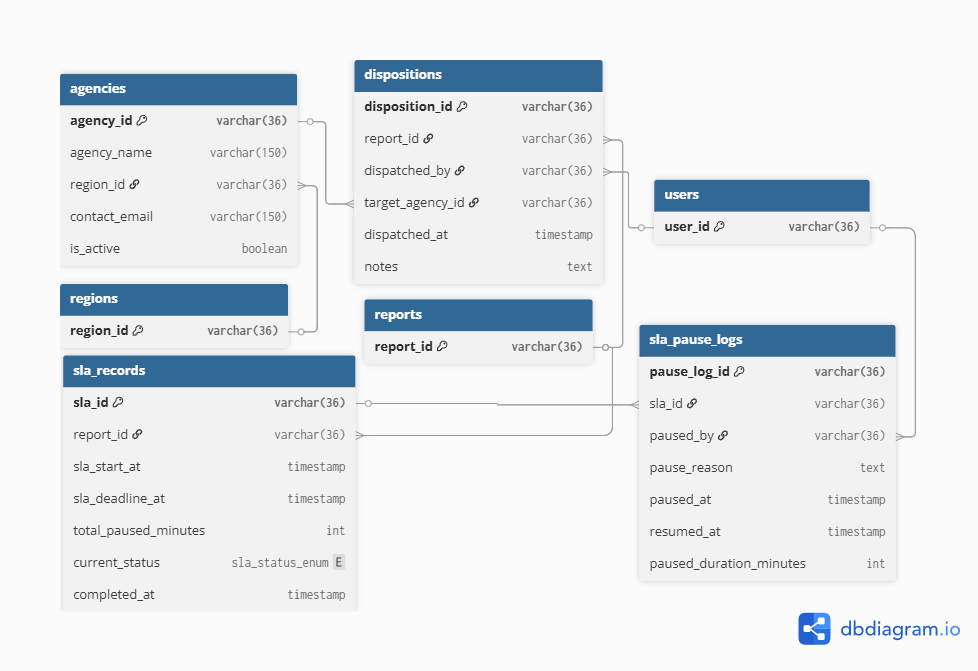 agencies
agency_id varchar(36)
agency_name varchar(150)
region_id varchar(36)
contact_email varchar(150)
is_active boolean
dispositions
disposition_id varchar(36)
report_id varchar(36)
dispatched_by varchar(36)
target_agency_id varchar(36)
dispatched_at timestamp
notes text
users
user_id varchar(36)
regions
region_id varchar(36)
reports
report_id varchar(36)
sla_records
sla_id varchar(36)
report_id varchar(36)
sla_start_at timestamp
sla_deadline_at timestamp
total_paused_minutes int
current_status sla_status_enum E
completed_at timestamp
sla_pause_logs
pause_log_id varchar(36)
sla_id varchar(36)
paused_by varchar(36)
pause_reason text
paused_at timestamp
resumed_at timestamp
paused_duration_minutes int
dbdiagram.io